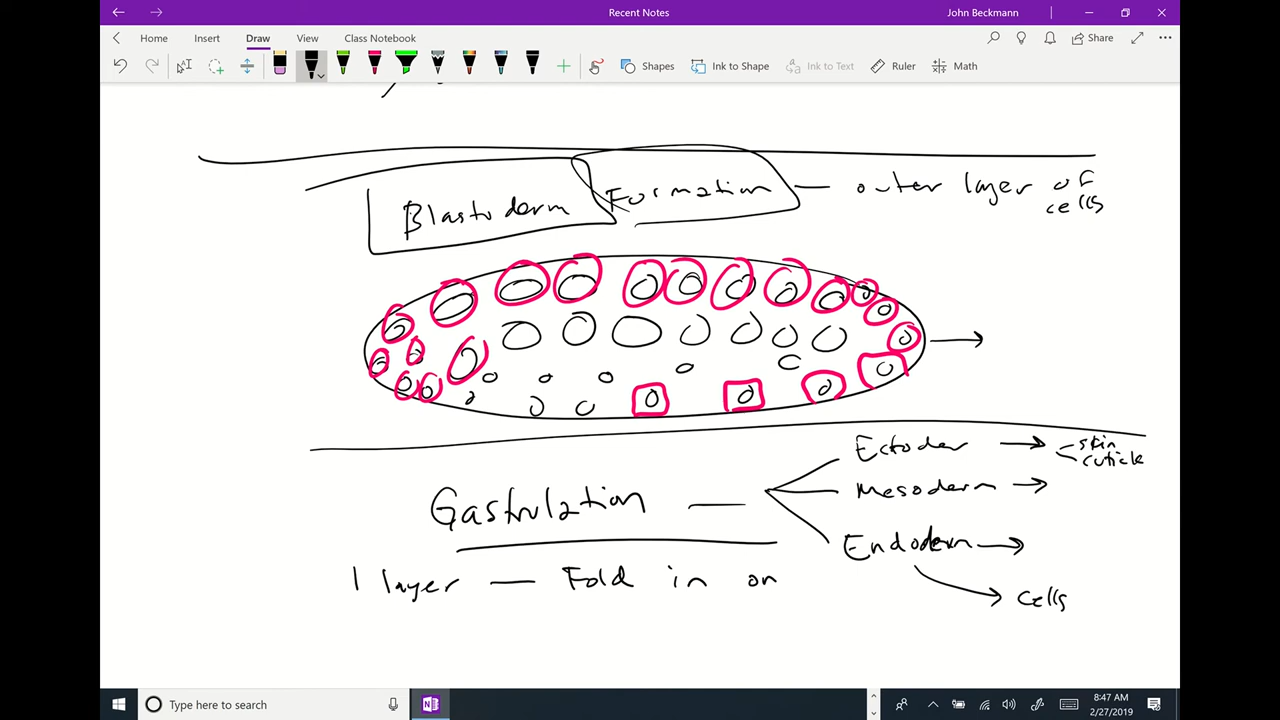 Recent Notes
John Beckmann
Home
Insert
Draw
View
Class Notebook
Share
Shapes
Ink to Shape
Ink to Text
Ruler
Math
Blastoderm Formation — outer layer of
cells
Ectoder → skin
cuticle
Mesoderm →
Gastrulation —
Endoderm →
1 layer — Fold in on
→ cells
Type here to search
8:47 AM
2/27/2019